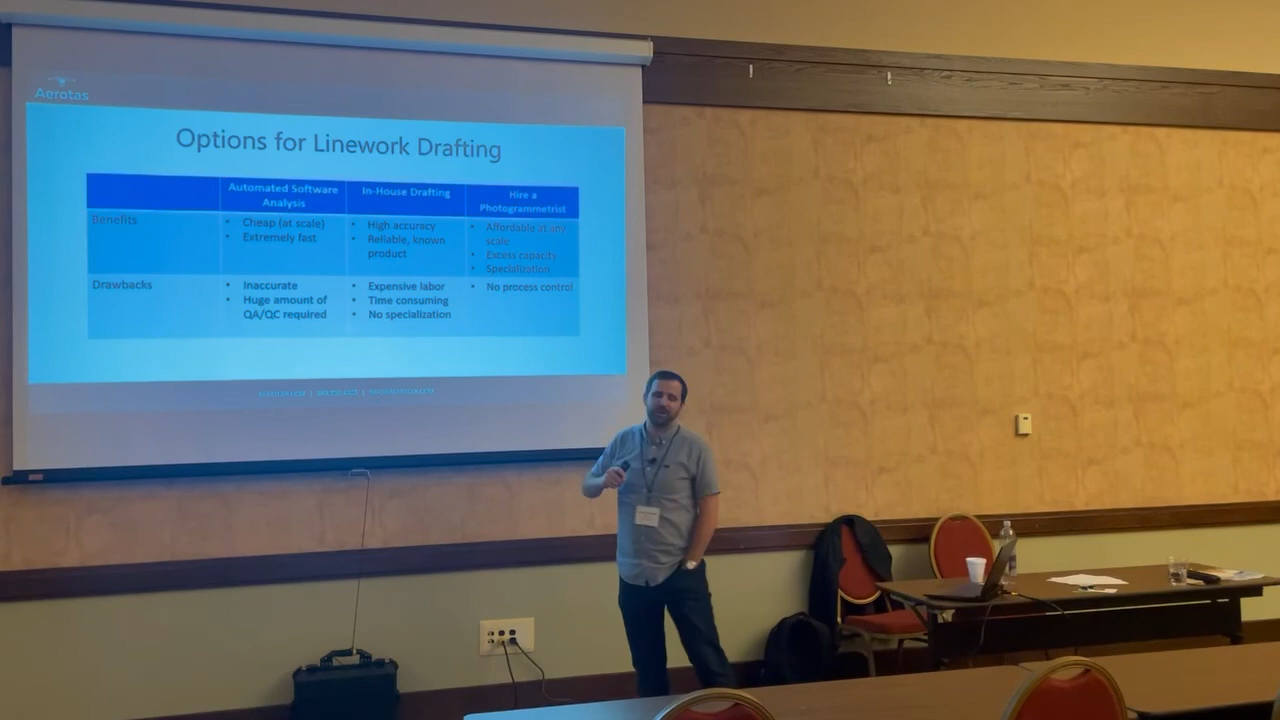 Aerotas
Options for Linework Drafting
Automated Software
Analysis
In-House Drafting
Hire a
Photogrammetrist
Benefits
• Cheap (at scale)
• Extremely fast
• High accuracy
• Reliable, known
product
• Affordable at any
scale
• Excess capacity
• Specialization
Drawbacks
• Inaccurate
• Huge amount of
QA/QC required
• Expensive labor
• Time consuming
• No specialization
• No process control